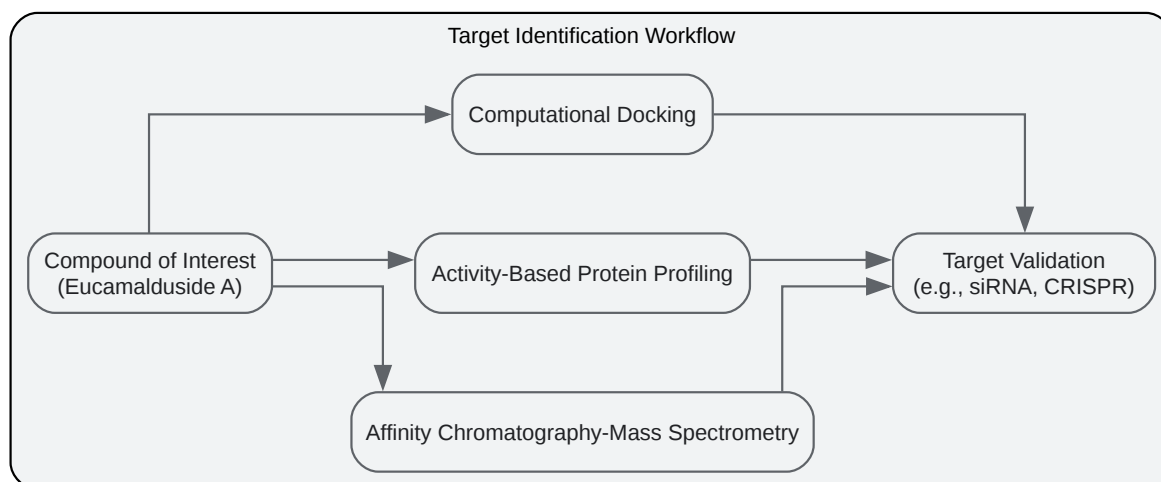 Target Identification Workflow
Computational Docking
Compound of Interest
(Eucamalduside A)
Activity-Based Protein Profiling
Target Validation
(e.g., siRNA, CRISPR)
Affinity Chromatography-Mass Spectrometry